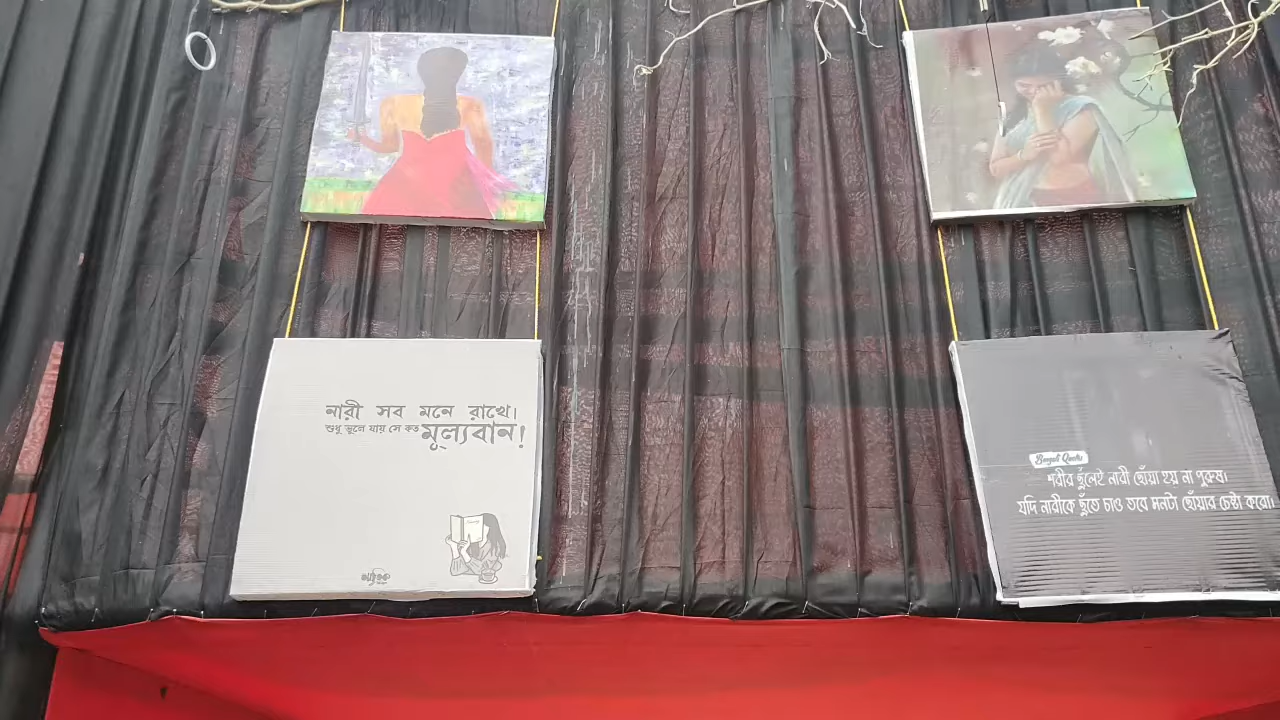 নারী সব মনে রাখে।
শুধু ভুলে যায় সে কত মূল্যবান!
Bengali Quotes
শরীর ছুঁলেই নারী ছোঁয়া হয় না পুরুষ।
যদি নারীকে ছুঁতে চাও তবে মনটা ছোঁয়ার চেষ্টা করো।